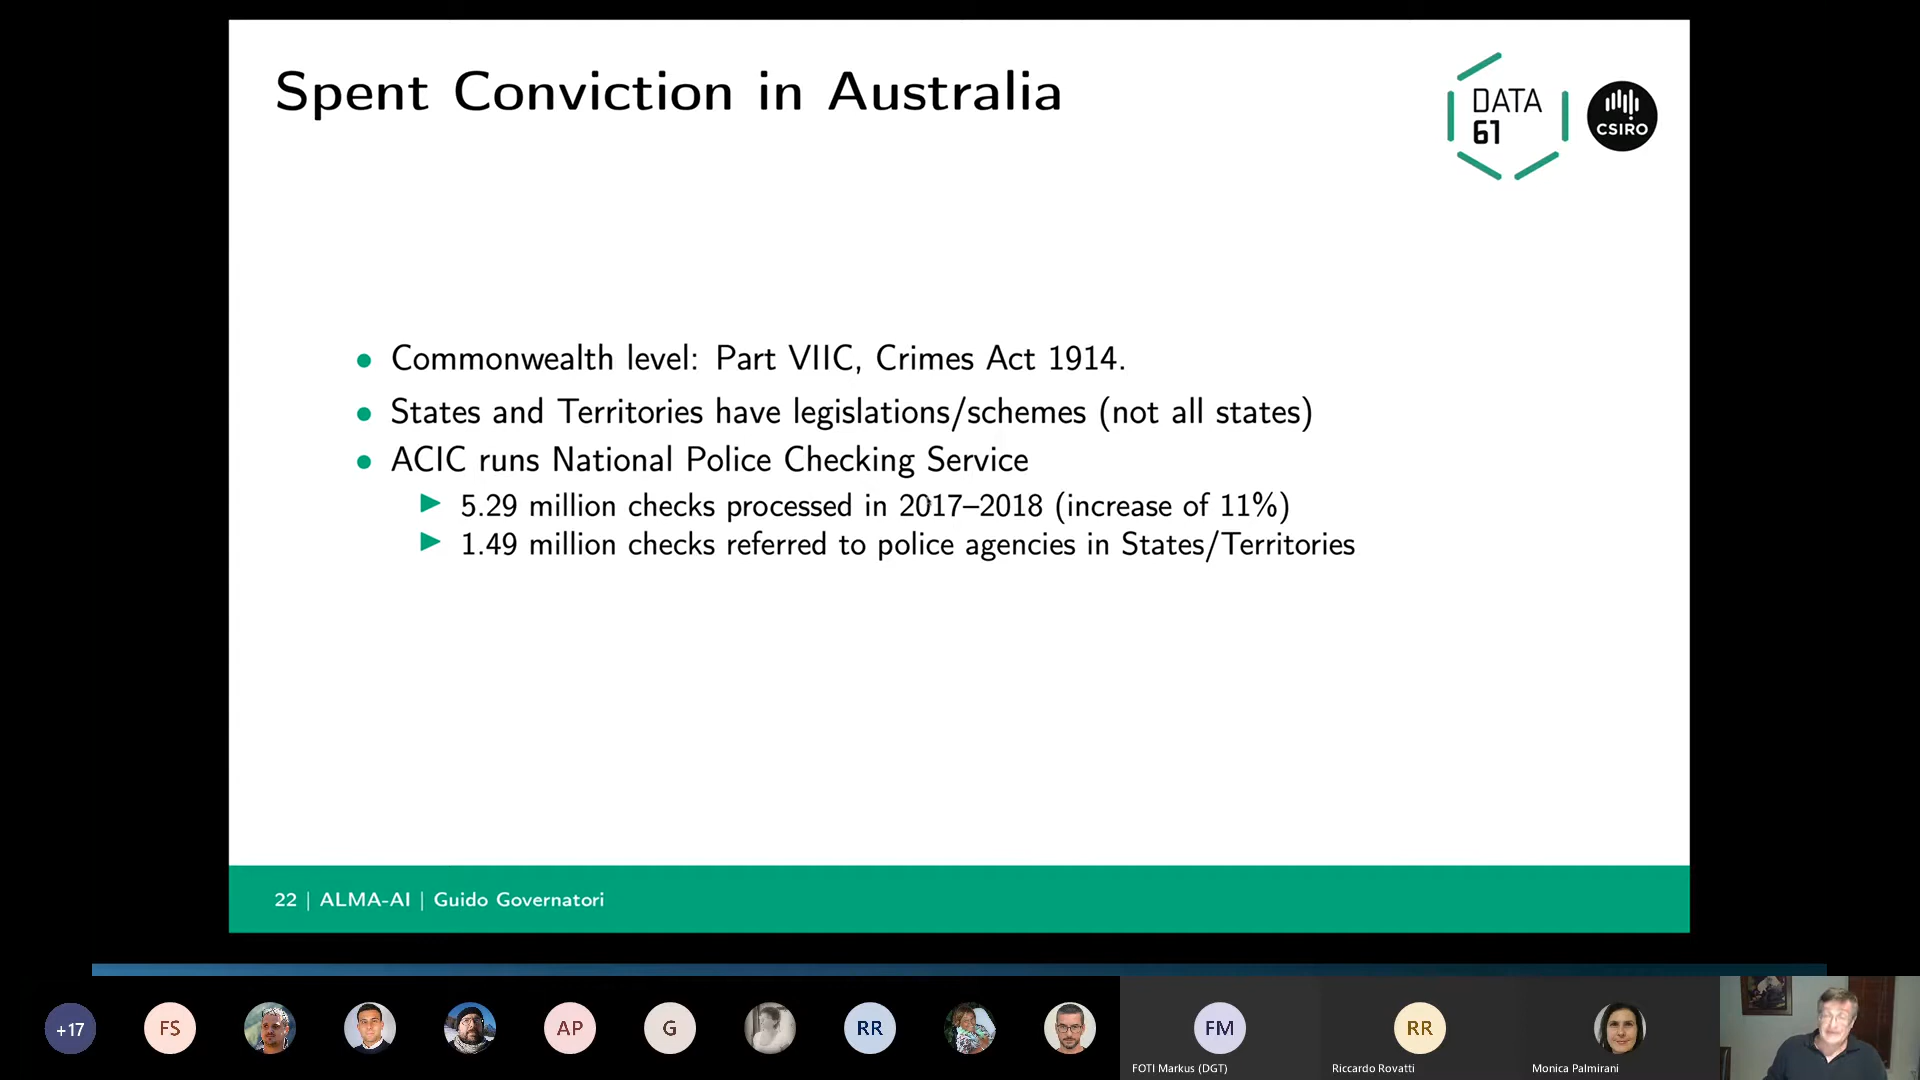 Spent Conviction in Australia
DATA
61
CSIRO
Commonwealth level: Part VIIC, Crimes Act 1914.
States and Territories have legislations/schemes (not all states)
ACIC runs National Police Checking Service
5.29 million checks processed in 2017–2018 (increase of 11%)
1.49 million checks referred to police agencies in States/Territories
22 | ALMA-AI | Guido Governatori
+17
FS
AP
G
RR
FM
RR
FOTI Markus (DGT)
Riccardo Rovatti
Monica Palmirani